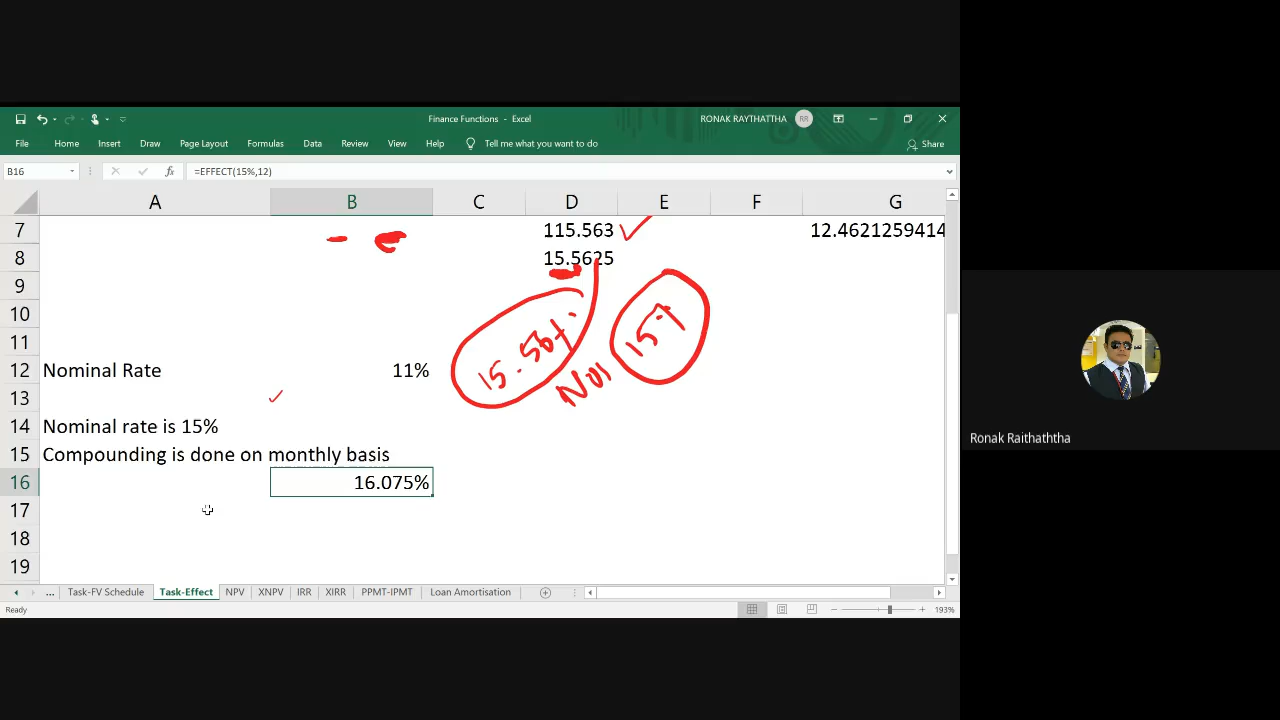 Finance Functions - Excel
RONAK RAYTHATTHA RR
File Home Insert Draw Page Layout Formulas Data Review View Help Tell me what you want to do Share
B16 fx =EFFECT(15%,12)
A B C D E F G
7 115.563 12.4621259414
8 15.5625
9
10
11
15.56%
15%
Not
12 Nominal Rate 11%
13
14 Nominal rate is 15%
15 Compounding is done on monthly basis
16 16.075%
17
18
19
... Task-FV Schedule Task-Effect NPV XNPV IRR XIRR PPMT-IPMT Loan Amortisation
Ready 193%
Ronak Raithaththa